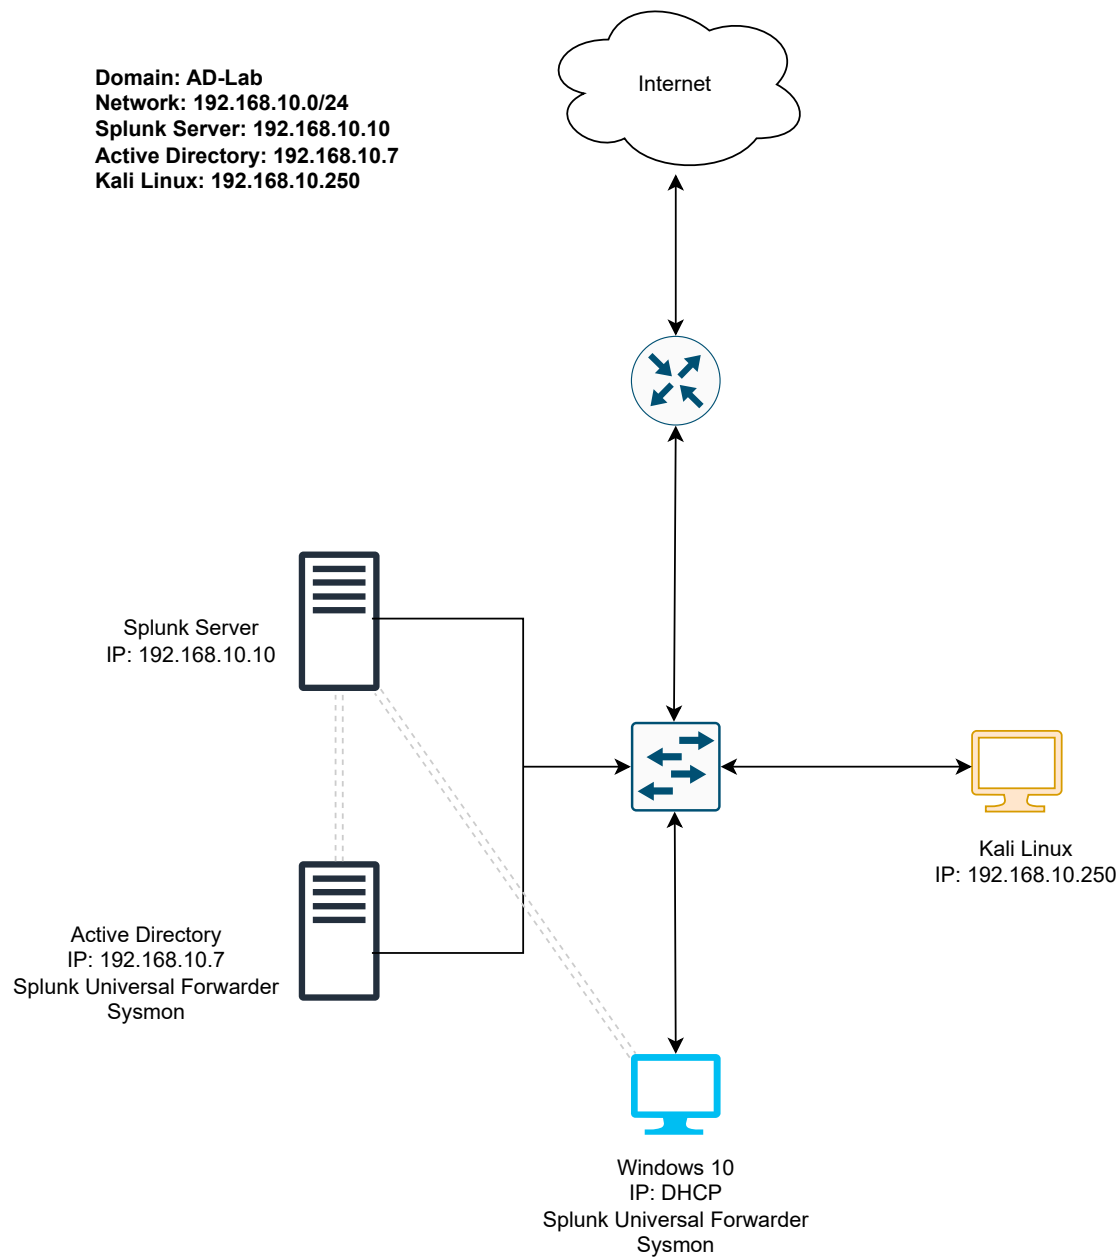 Domain: AD-Lab
Network: 192.168.10.0/24
Splunk Server: 192.168.10.10
Active Directory: 192.168.10.7
Kali Linux: 192.168.10.250
Internet
Splunk Server
IP: 192.168.10.10
Kali Linux
IP: 192.168.10.250
Active Directory
IP: 192.168.10.7
Splunk Universal Forwarder
Sysmon
Windows 10
IP: DHCP
Splunk Universal Forwarder
Sysmon